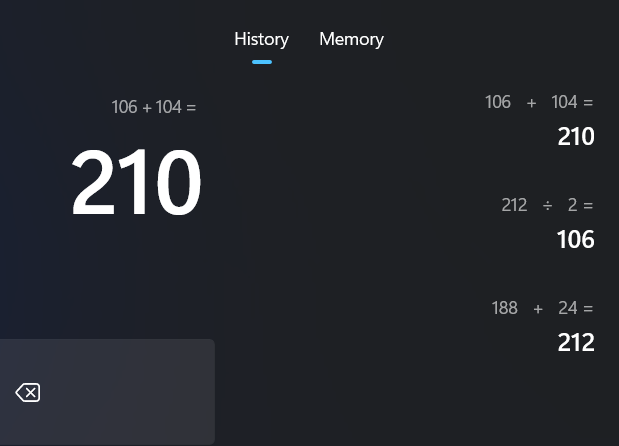 History Memory
106 + 104 =
210
106 + 104 =
210
212 ÷ 2 =
106
188 + 24 =
212